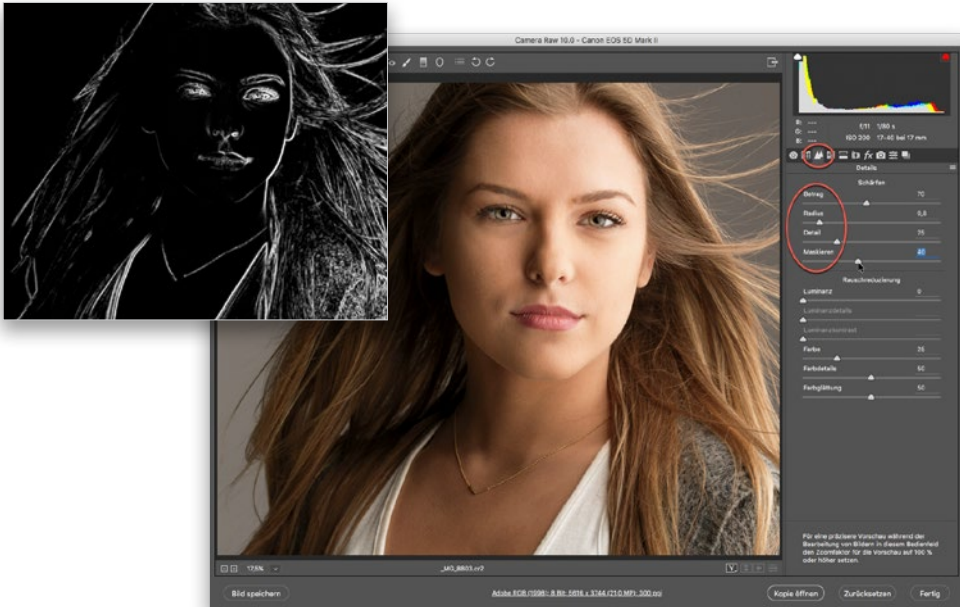 Camera Raw 10.0 - Canon EOS 5D Mark II
R: ---
G: ---
B: ---
f/11 1/80 s
ISO 200 17-40 bei 17 mm
Details
Schärfen
Betrag 70
Radius 0,8
Detail 25
Maskieren 40
Rauschreduzierung
Luminanz 0
Luminanzdetails
Luminanzkontrast
Farbe 25
Farbdetails 50
Farbglättung 50
Für eine präzisere Vorschau während der
Bearbeitung von Bildern in diesem Bedienfeld
den Zoomfaktor für die Vorschau auf 100 %
oder höher setzen.
17,5%
_MG_8803.cr2
Y
Bild speichern
Adobe RGB (1998); 8 Bit; 5616 x 3744 (21,0 MP); 300 ppi
Kopie öffnen
Zurücksetzen
Fertig